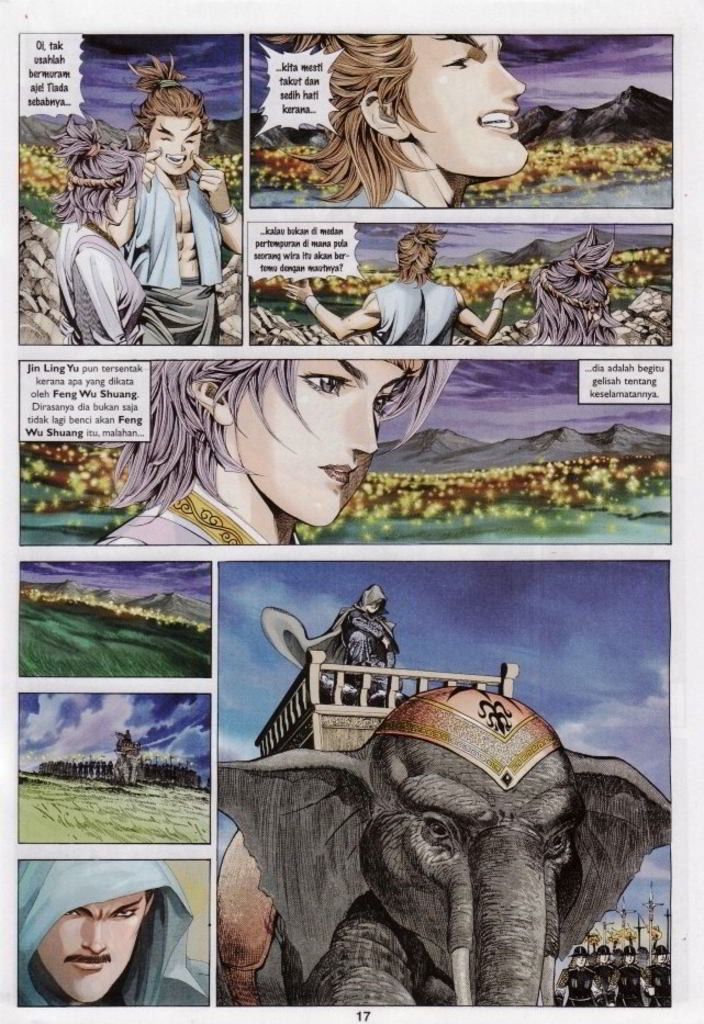 Oi, tak
usahlah
bermuram
aje! Tiada
sebabnya...
...kita mesti
takut dan
sedih hati
kerana...
...kalau bukan di medan
pertempuran di mana pula
seorang wira itu akan ber-
temu dengan mautnya?
Jin Ling Yu pun tersentak
kerana apa yang dikata
oleh Feng Wu Shuang.
Dirasanya dia bukan saja
tidak lagi benci akan Feng
Wu Shuang itu, malahan...
...dia adalah begitu
gelisah tentang
keselamatannya.
17